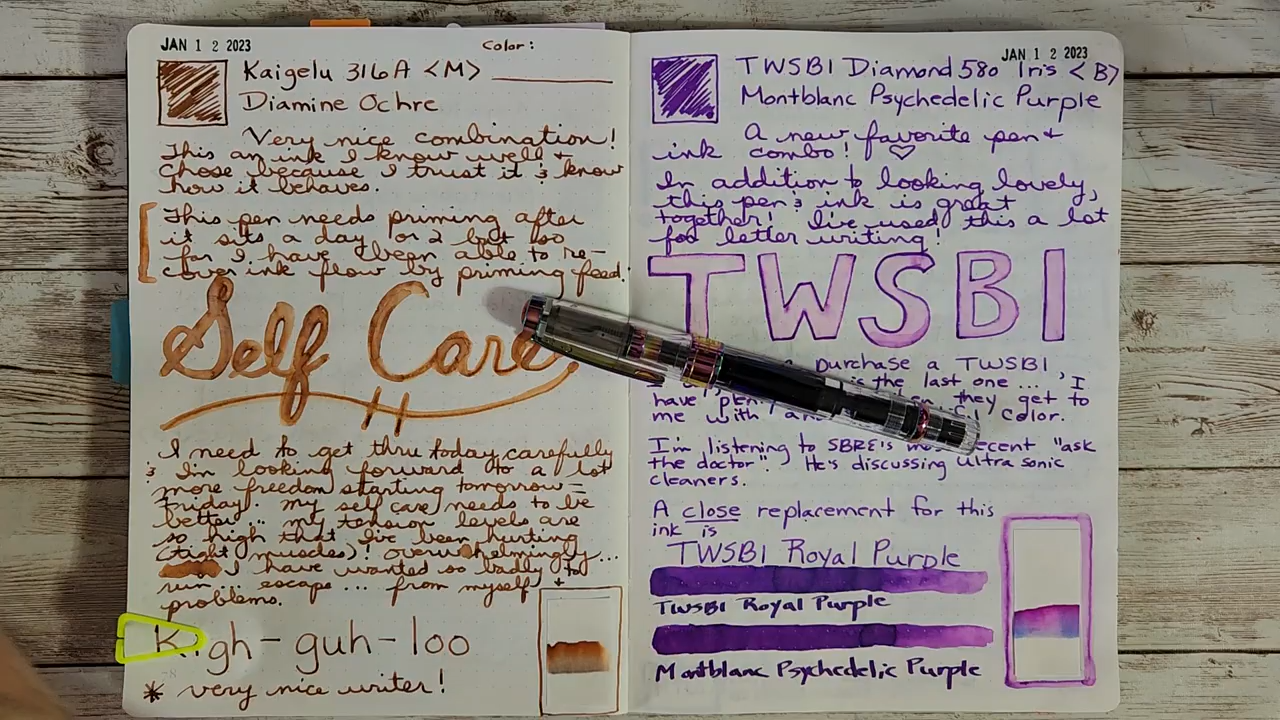 JAN 12 2023
Color:
Kaigelu 316A <M>
Diamine Ochre
Very nice combination!
This an ink I know well +
chose because I trust it & know
how it behaves.
This pen needs priming after
it sits a day or 2 but so
far I have been able to re-
cover ink flow by priming feed.
Self Care
I need to get thru today carefully
& I'm looking forward to a lot
more freedom starting tomorrow =
Friday. my self care needs to be
better .. my tension levels are
so high that I've been hurting
(tight muscles)! overwhelmingly...
I have wanted so badly to
run ... escape ... from myself +
problems.
Kigh-guh-loo
* very nice writer!
JAN 12 2023
TWSBI Diamond 580 Iris <B>
Montblanc Psychedelic Purple
A new favorite pen +
ink combo! ♡
In addition to looking lovely,
this pen & ink is great
together! I've used this a lot
for letter writing!
TWSBI
purchase a TWSBI,
I is the last one ... I
have they get to
me with color.
I'm listening to SBRE's recent "ask
the doctor". He's discussing ultra sonic
cleaners.
A close replacement for this
ink is
TWSBI Royal Purple
TWSBI Royal Purple
Montblanc Psychedelic Purple